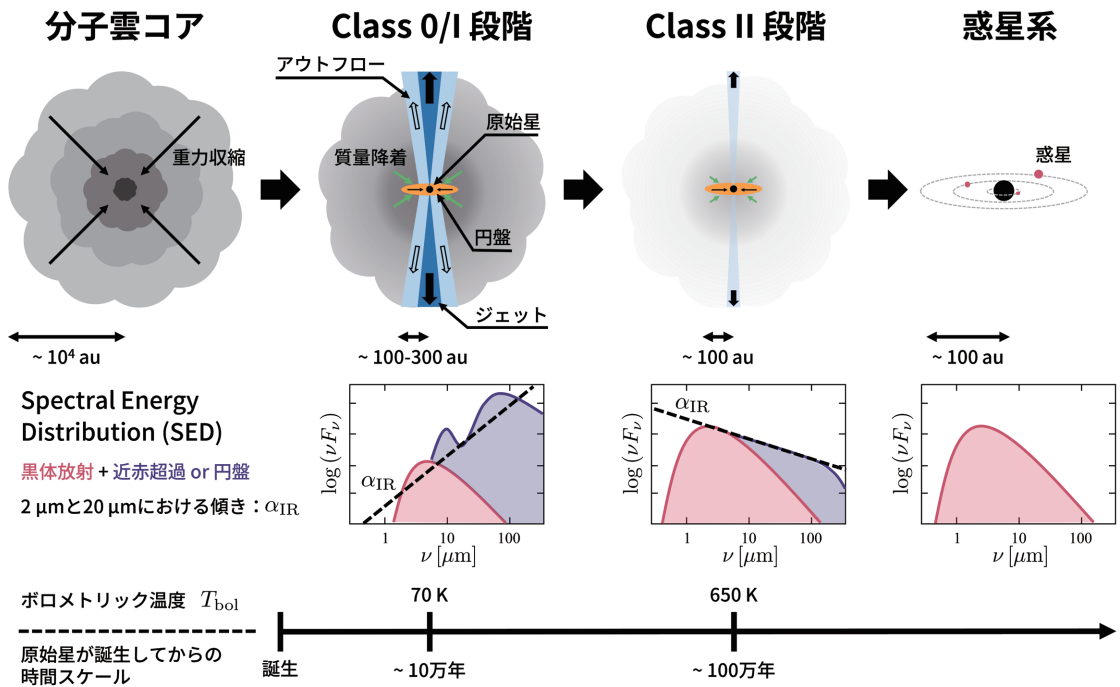 分子雲コア
Class 0/I 段階
Class II 段階
惑星系
アウトフロー
重力収縮
質量降着
原始星
円盤
ジェット
惑星
~ 10⁴ au
~ 100-300 au
~ 100 au
~ 100 au
Spectral Energy
Distribution (SED)
黒体放射 + 近赤超過 or 円盤
2 μmと20 μmにおける傾き：αIR
log (νFν)
αIR
1 10 100
ν [μm]
log (νFν)
αIR
1 10 100
ν [μm]
log (νFν)
1 10 100
ν [μm]
ボロメトリック温度 Tbol
70 K
650 K
原始星が誕生してからの
時間スケール
誕生
~ 10万年
~ 100万年